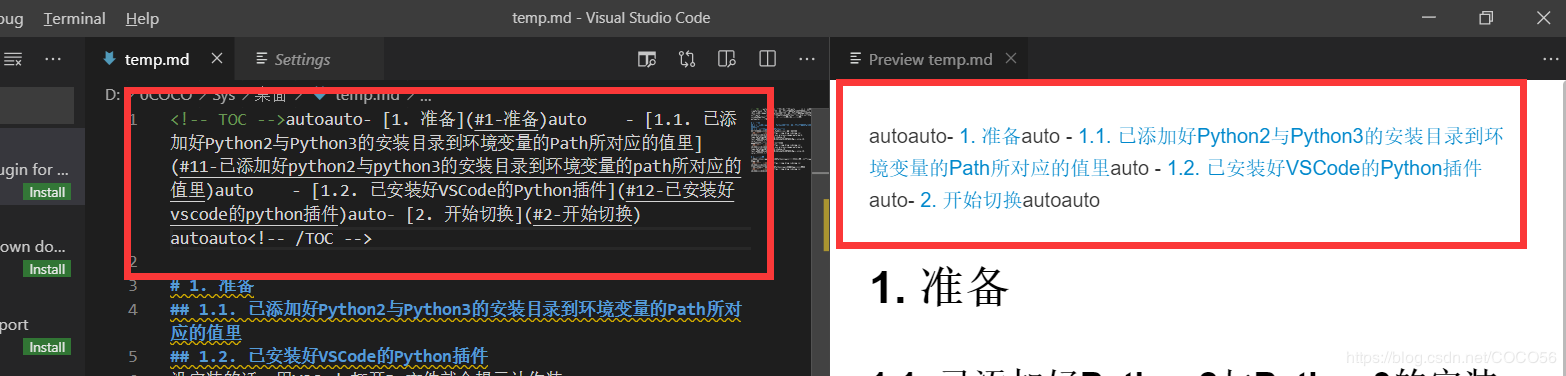 bug Terminal Help temp.md - Visual Studio Code
temp.md Settings Preview temp.md
D: > 0COCO > Sys > 桌面 > temp.md > ...
1 <!-- TOC -->autoauto- [1. 准备](#1-准备)auto    - [1.1. 已添
加好Python2与Python3的安装目录到环境变量的Path所对应的值里]
(#11-已添加好python2与python3的安装目录到环境变量的path所对应的
值里)auto    - [1.2. 已安装好VSCode的Python插件](#12-已安装好
vscode的python插件)auto- [2. 开始切换](#2-开始切换)
autoauto<!-- /TOC -->
2
3 # 1. 准备
4 ## 1.1. 已添加好Python2与Python3的安装目录到环境变量的Path所对
应的值里
5 ## 1.2. 已安装好VSCode的Python插件
lugin for ...
Install
own do...
Install
port
Install
autoauto- 1. 准备auto - 1.1. 已添加好Python2与Python3的安装目录到环
境变量的Path所对应的值里auto - 1.2. 已安装好VSCode的Python插件
auto- 2. 开始切换autoauto
1. 准备
https://blog.csdn.net/COCO56